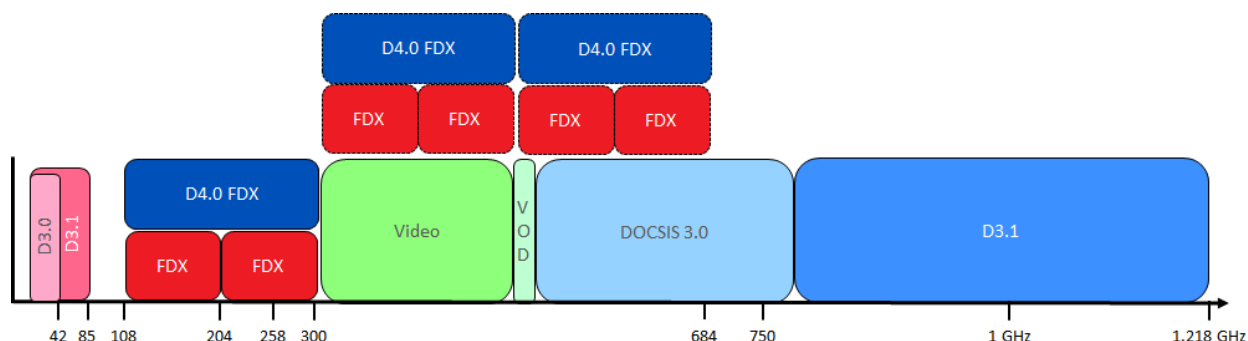 D4.0 FDX
D4.0 FDX
FDX
FDX
FDX
FDX
D3.0
D3.1
D4.0 FDX
FDX
FDX
Video
VOD
DOCSIS 3.0
D3.1
42
85
108
204
258
300
684
750
1 GHz
1.218 GHz